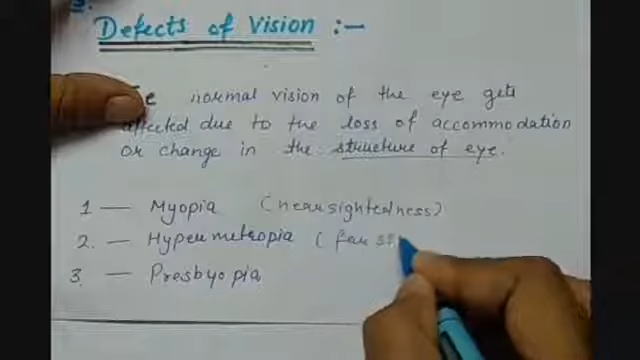 3.
Defects of Vision :-
normal vision of the eye gets
affected due to the loss of accommodation
or change in the structure of eye.
1 — Myopia (nearsightedness)
2. — Hypermetropia (far s
3. — Presbyopia